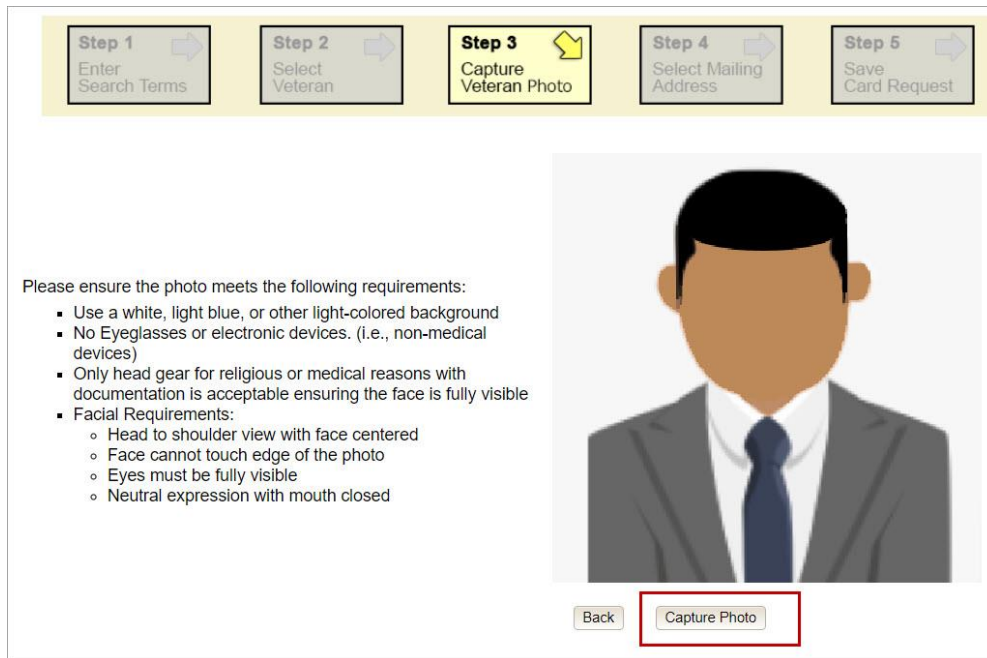 Step 1
Enter
Search Terms
Step 2
Select
Veteran
Step 3
Capture
Veteran Photo
Step 4
Select Mailing
Address
Step 5
Save
Card Request
Please ensure the photo meets the following requirements:
Use a white, light blue, or other light-colored background
No Eyeglasses or electronic devices. (i.e., non-medical
devices)
Only head gear for religious or medical reasons with
documentation is acceptable ensuring the face is fully visible
Facial Requirements:
Head to shoulder view with face centered
Face cannot touch edge of the photo
Eyes must be fully visible
Neutral expression with mouth closed
Back
Capture Photo